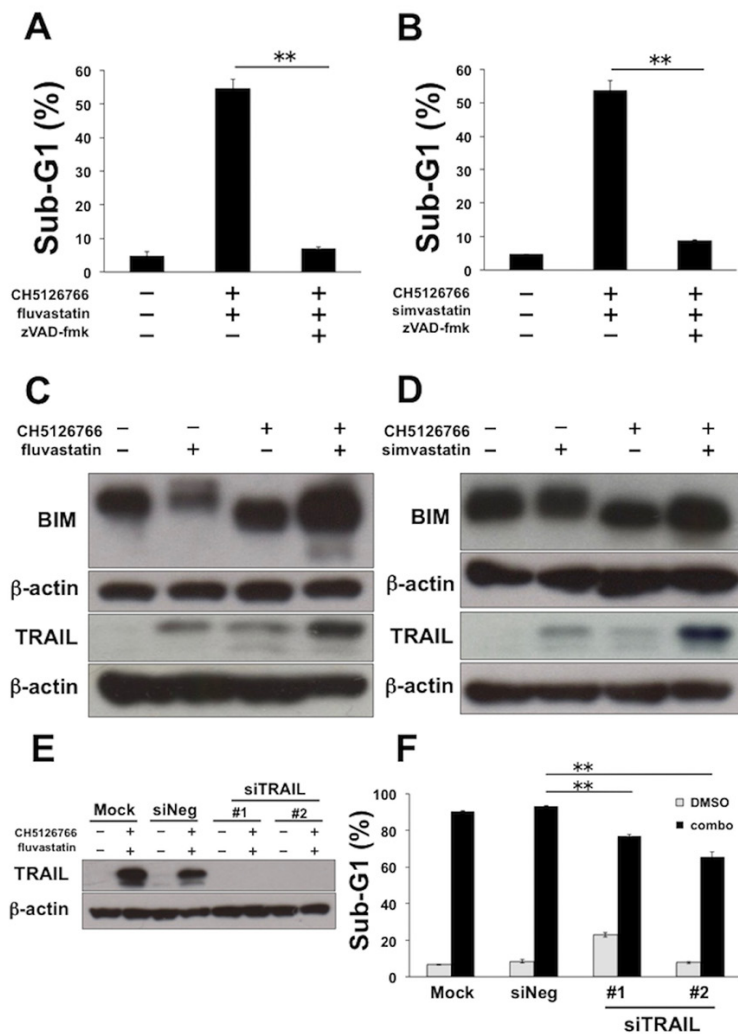 A
**
Sub-G1 (%)
60
50
40
30
20
10
0
CH5126766 − + +
fluvastatin − + +
zVAD-fmk − − +
B
**
Sub-G1 (%)
60
50
40
30
20
10
0
CH5126766 − + +
simvastatin − + +
zVAD-fmk − − +
C
CH5126766 − − + +
fluvastatin − + − +
BIM
β-actin
TRAIL
β-actin
D
CH5126766 − − + +
simvastatin − + − +
BIM
β-actin
TRAIL
β-actin
E
siTRAIL
Mock siNeg #1 #2
CH5126766 − + − + − + − +
fluvastatin − + − + − + − +
TRAIL
β-actin
F
**
**
DMSO
combo
Sub-G1 (%)
100
80
60
40
20
0
Mock siNeg #1 #2
siTRAIL